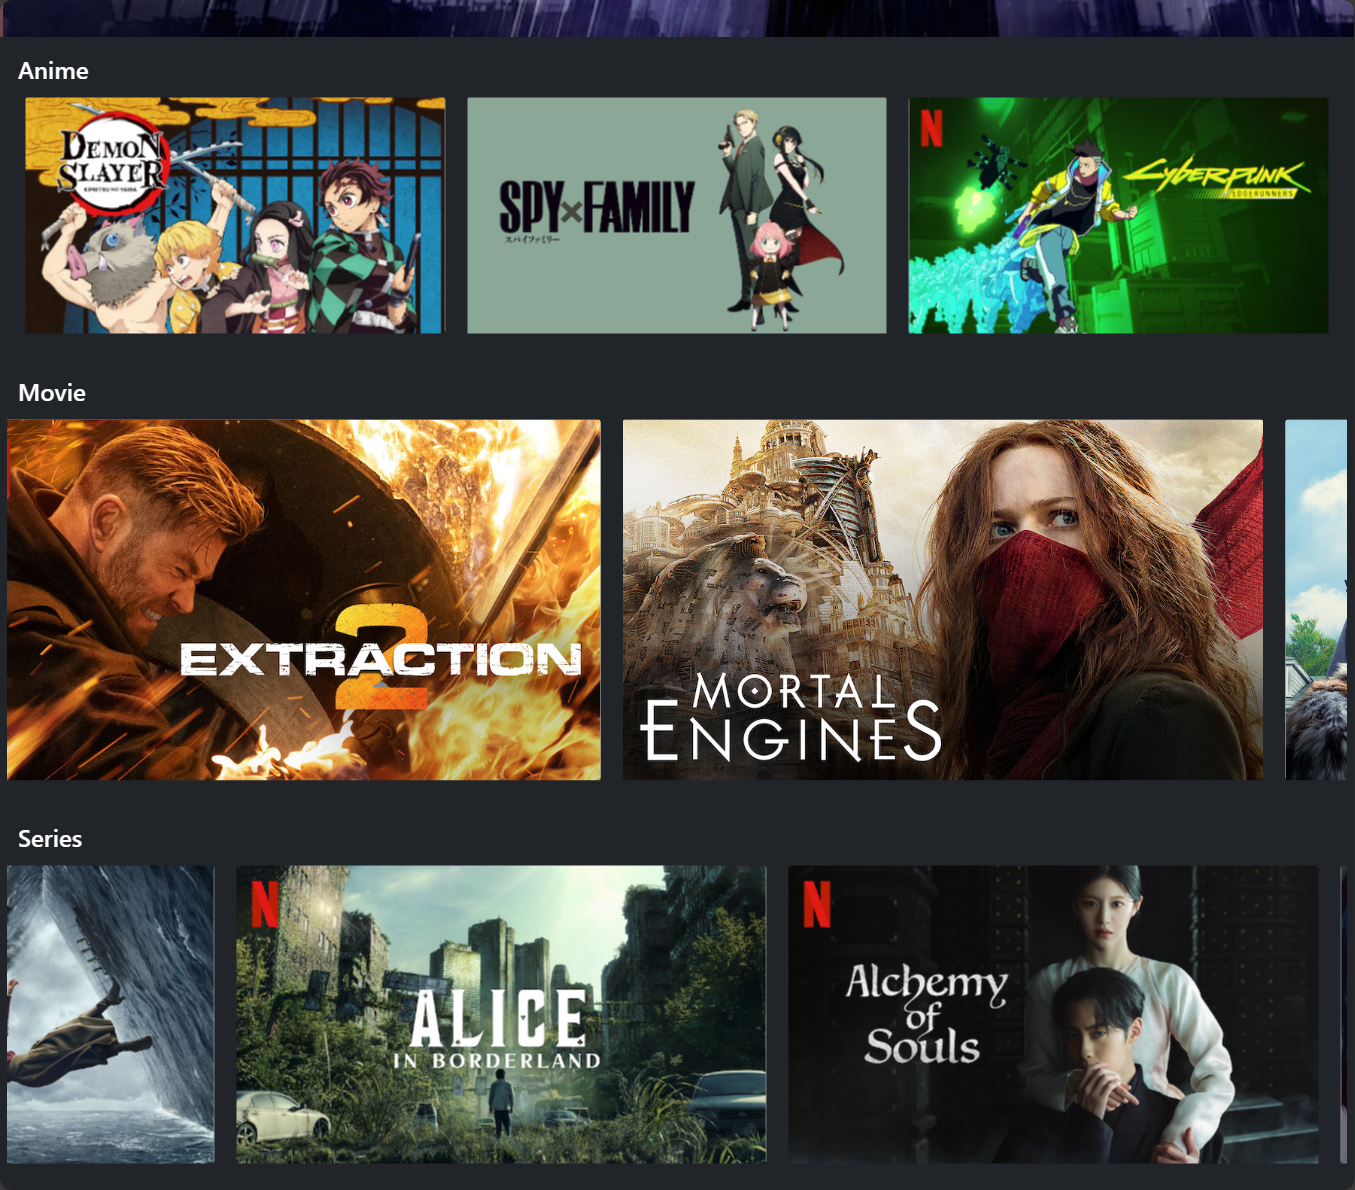 Anime
DEMON
SLAYER
KIMETSU NO YAIBA
SPY×FAMILY
スパイファミリー
N
CYBERPUNK
EDGERUNNERS
Movie
EXTRACTION
2
MORTAL
ENGINES
Series
N
ALICE
IN BORDERLAND
N
Alchemy
of
Souls